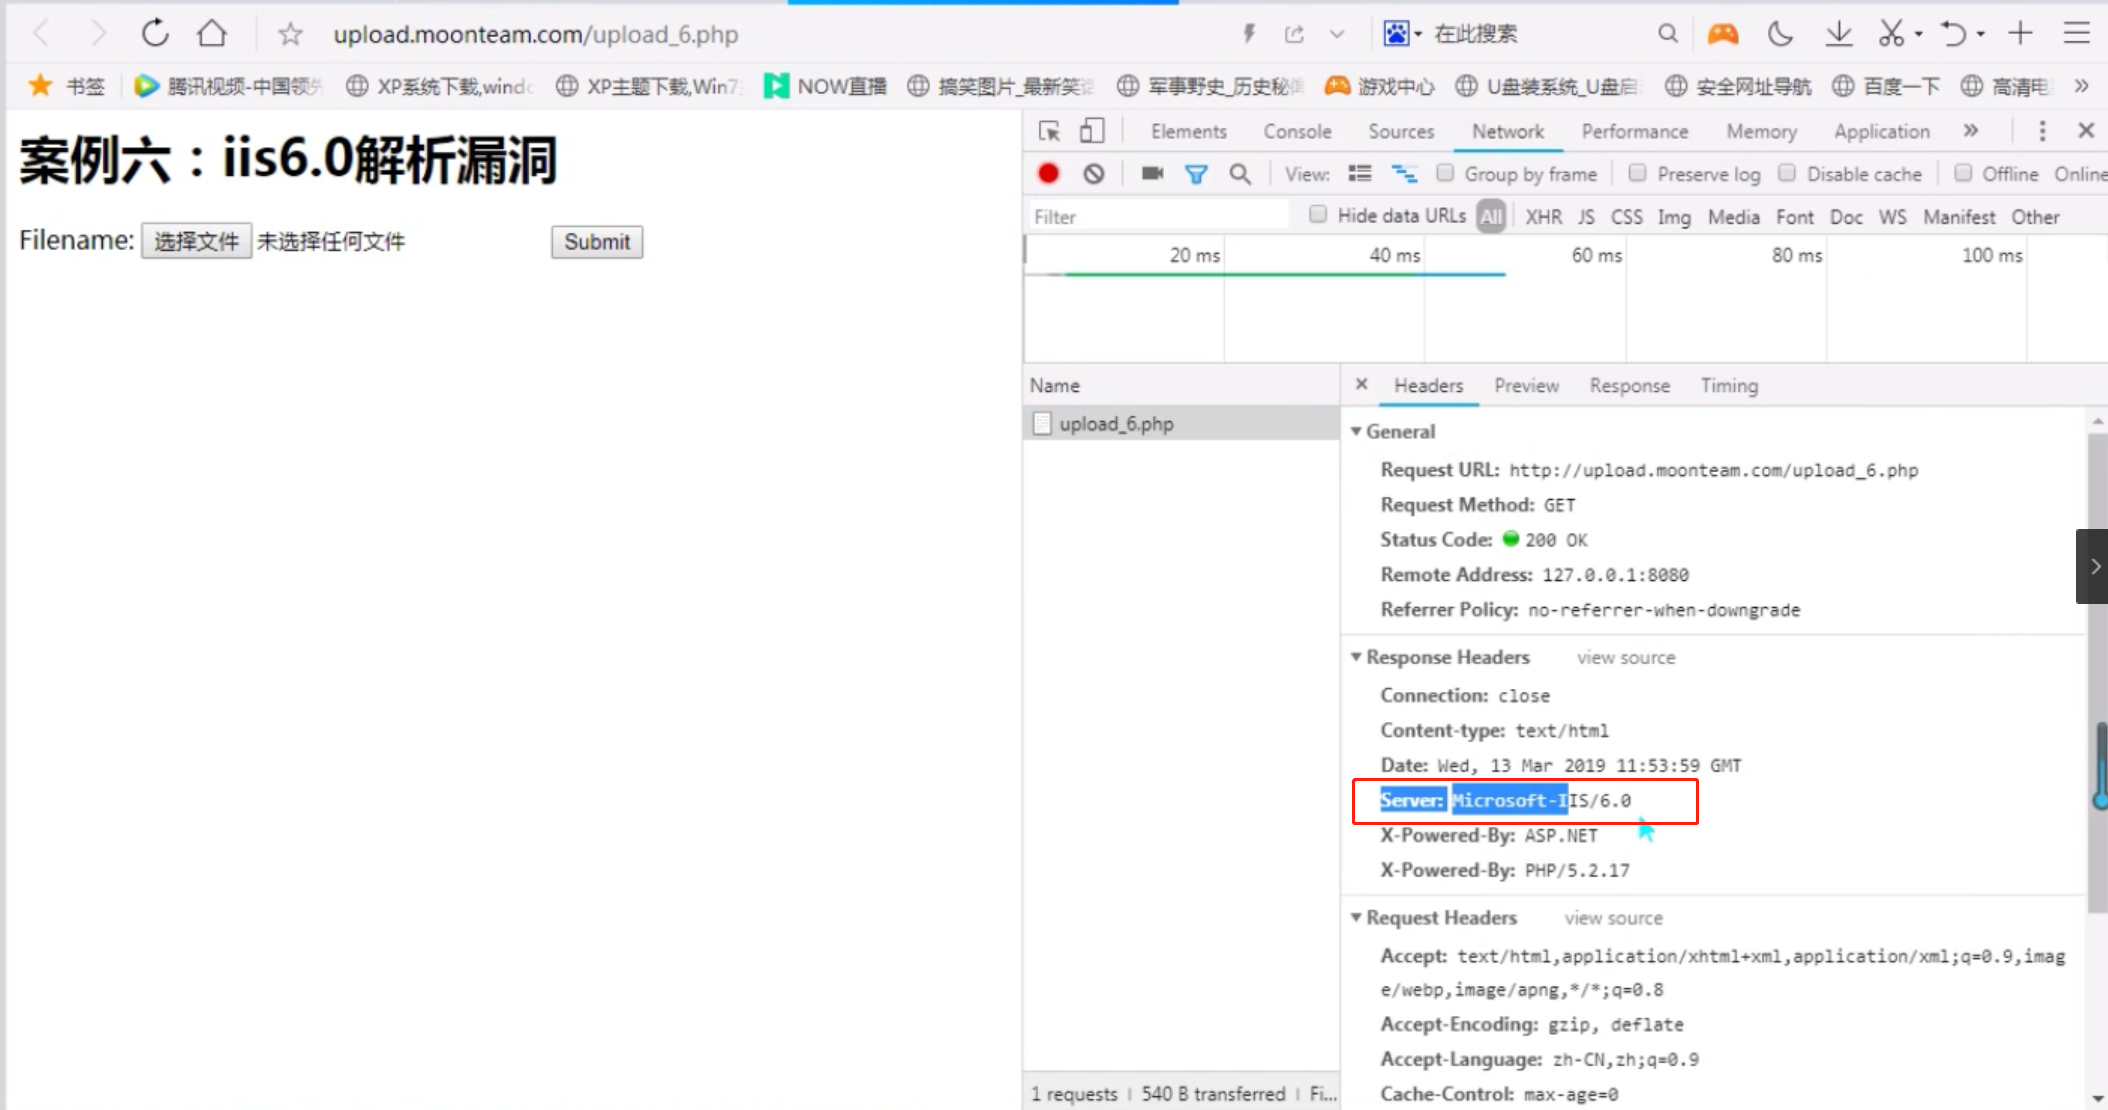 upload.moonteam.com/upload_6.php 在此搜索
书签 腾讯视频-中国领 XP系统下载,windo XP主题下载,Win7 NOW直播 搞笑图片_最新笑 军事野史_历史秘 游戏中心 U盘装系统_U盘启 安全网址导航 百度一下 高清电 »
案例六：iis6.0解析漏洞
Filename: 选择文件 未选择任何文件 Submit
Elements Console Sources Network Performance Memory Application »
View: Group by frame Preserve log Disable cache Offline Online
Filter Hide data URLs All XHR JS CSS Img Media Font Doc WS Manifest Other
20 ms 40 ms 60 ms 80 ms 100 ms
Name
upload_6.php
Headers Preview Response Timing
General
Request URL: http://upload.moonteam.com/upload_6.php
Request Method: GET
Status Code: 200 OK
Remote Address: 127.0.0.1:8080
Referrer Policy: no-referrer-when-downgrade
Response Headers view source
Connection: close
Content-type: text/html
Date: Wed, 13 Mar 2019 11:53:59 GMT
Server: Microsoft-IIS/6.0
X-Powered-By: ASP.NET
X-Powered-By: PHP/5.2.17
Request Headers view source
Accept: text/html,application/xhtml+xml,application/xml;q=0.9,imag
e/webp,image/apng,*/*;q=0.8
Accept-Encoding: gzip, deflate
Accept-Language: zh-CN,zh;q=0.9
Cache-Control: max-age=0
1 requests | 540 B transferred | Fi...